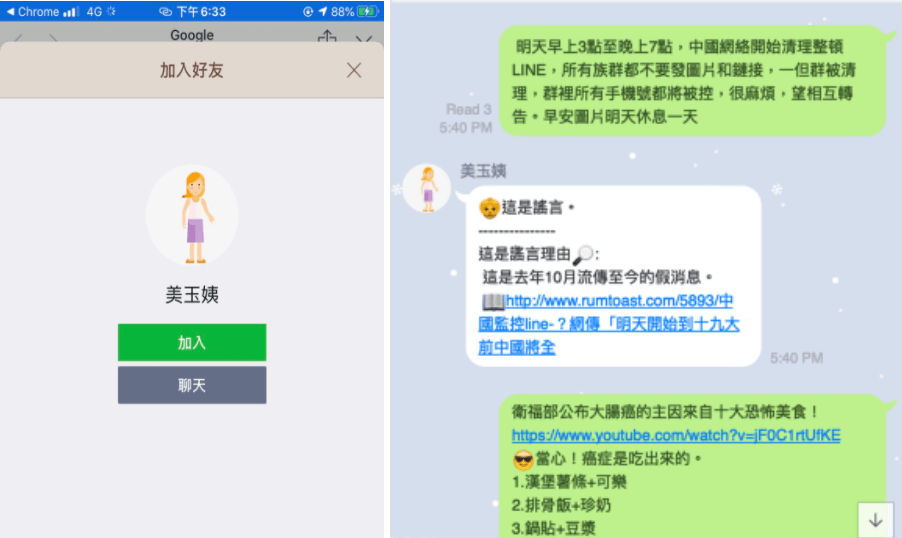 Chrome 4G 下午6:33 88%
Google
加入好友
美玉姨
加入
聊天
明天早上3點至晚上7點，中國網絡開始清理整頓
LINE，所有族群都不要發圖片和鏈接，一但群被清
理，群裡所有手機號都將被控，很麻煩，望相互轉
告。早安圖片明天休息一天
Read 3
5:40 PM
美玉姨
這是謠言。
---------------
這是謠言理由:
這是去年10月流傳至今的假消息。
http://www.rumtoast.com/5893/中
國監控line-？網傳「明天開始到十九大
前中國將全
5:40 PM
衛福部公布大腸癌的主因來自十大恐怖美食！
https://www.youtube.com/watch?v=jF0C1rtUfKE
當心！癌症是吃出來的。
1.漢堡薯條+可樂
2.排骨飯+珍奶
3.鍋貼+豆漿